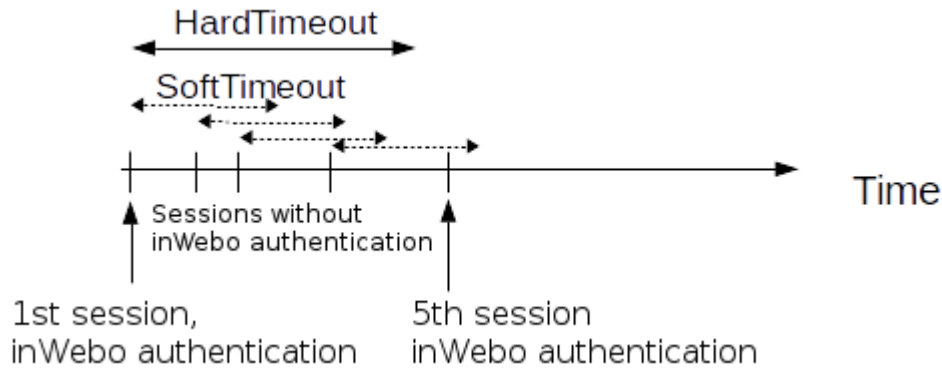 HardTimeout
SoftTimeout
Time
Sessions without
inWebo authentication
1st session,
inWebo authentication
5th session
inWebo authentication